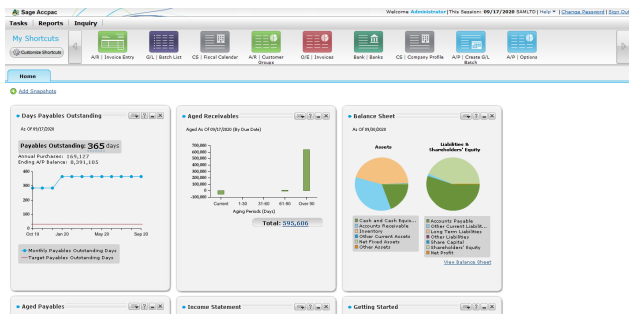 Sage Accpac
Welcome Administrator | This Session: 09/17/2020 SAMLTD | Help | Change Password | Sign Out
Tasks Reports Inquiry
My Shortcuts
Customize Shortcuts
A/R | Invoice Entry
G/L | Batch List
CS | Fiscal Calendar
A/R | Customer Groups
O/E | Invoices
Bank | Banks
CS | Company Profile
A/P | Create G/L Batch
A/P | Options
Home
Add Snapshots
Days Payables Outstanding
As Of 09/17/2020
Payables Outstanding: 365 days
Annual Purchases: 169,127
Ending A/P Balance: 8,391,105
400
300
200
100
0
Oct 19 Jan 20 May 20 Sep 20
Monthly Payables Outstanding Days
Target Payables Outstanding Days
Aged Receivables
Aged As Of 09/17/2020 (By Due Date)
700,000
600,000
500,000
400,000
300,000
200,000
100,000
0
-100,000
Current 1-30 31-60 61-90 Over 90
Aging Periods (Days)
Total: 595,606
Balance Sheet
As Of 09/30/2020
Assets
Liabilities &
Shareholders' Equity
Cash and Cash Equiv...
Accounts Receivable
Inventory
Other Current Assets
Net Fixed Assets
Other Assets
Accounts Payable
Other Current Liabilit...
Long Term Liabilities
Other Liabilities
Share Capital
Shareholders' Equity
Net Profit
View Balance Sheet
Aged Payables
Income Statement
Getting Started